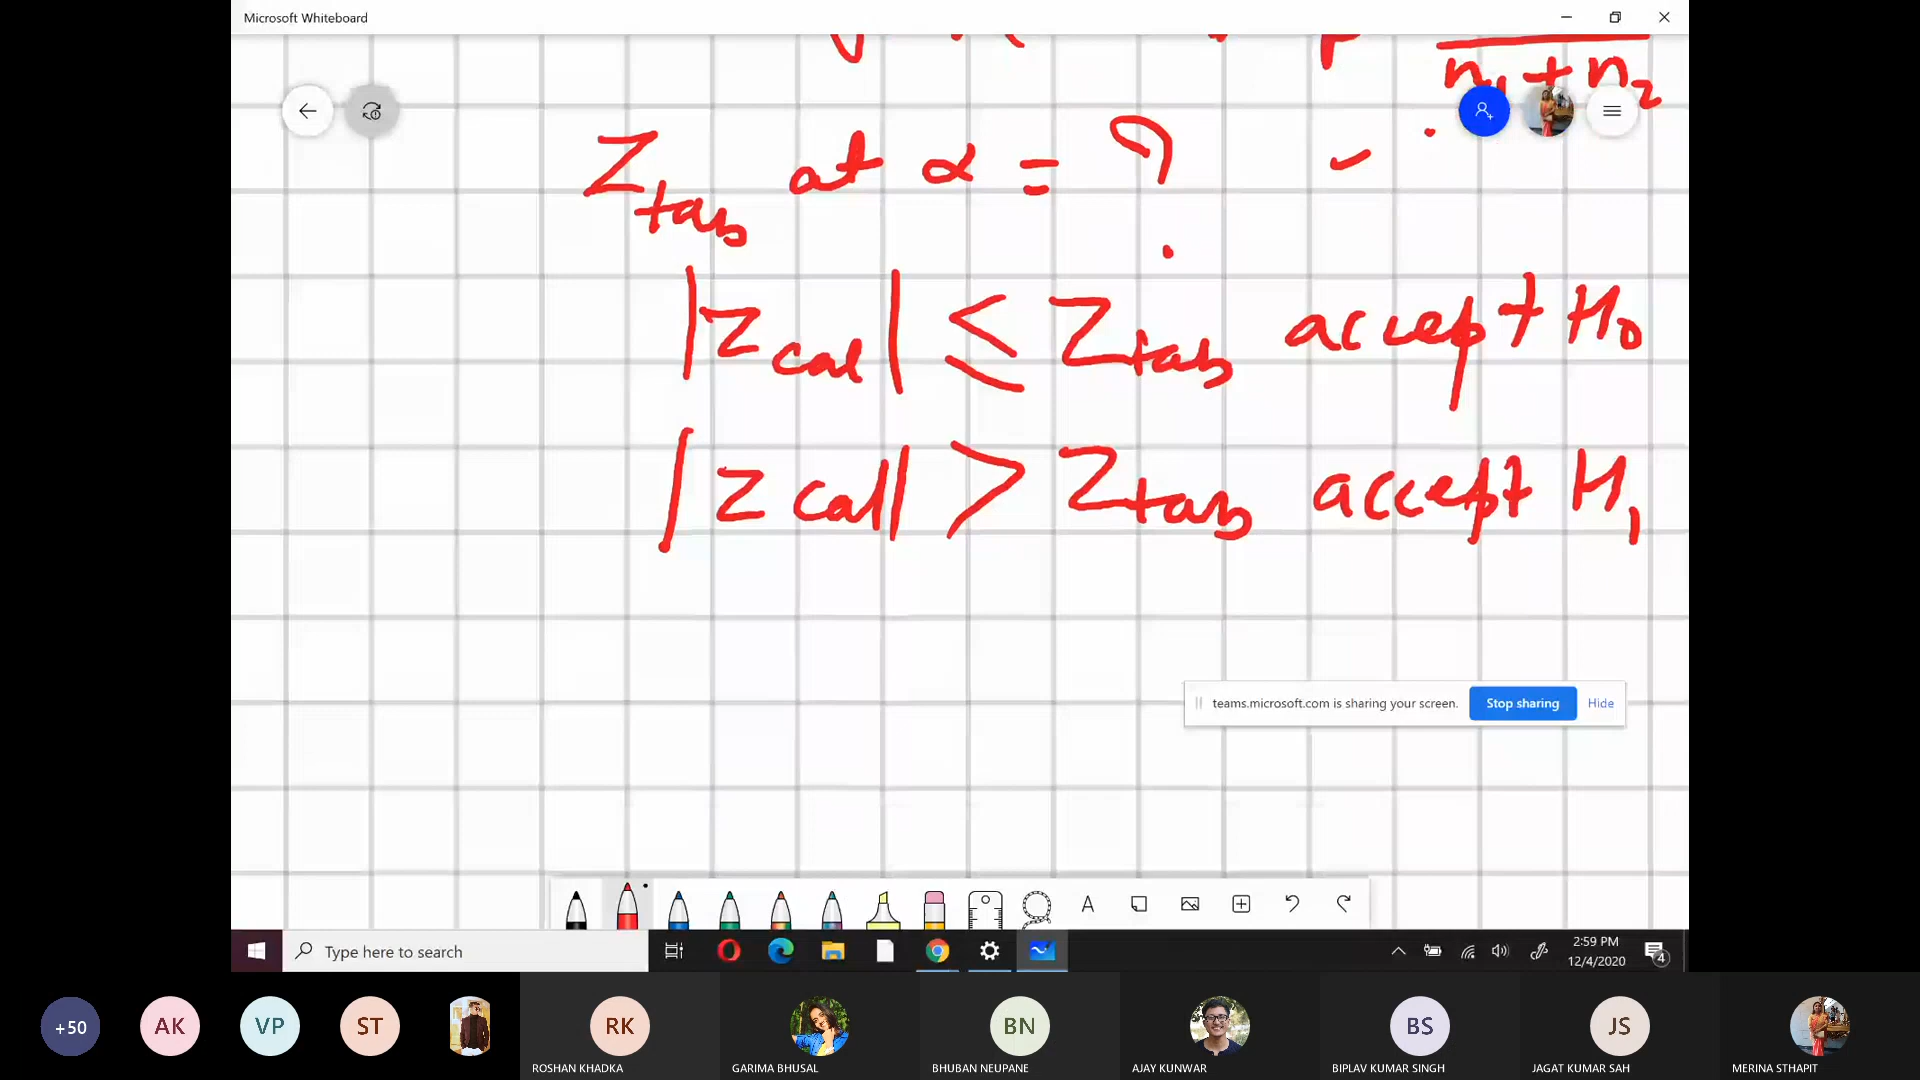 Microsoft Whiteboard
n1 + n2
Ztab at α = ?
|zcal| ≤ Ztab accept H0
|zcal| > Ztab accept H1
teams.microsoft.com is sharing your screen. Stop sharing Hide
A
Type here to search
2:59 PM
12/4/2020
4
+50 AK VP ST RK BN BS JS
ROSHAN KHADKA GARIMA BHUSAL BHUBAN NEUPANE AJAY KUNWAR BIPLAV KUMAR SINGH JAGAT KUMAR SAH MERINA STHAPIT